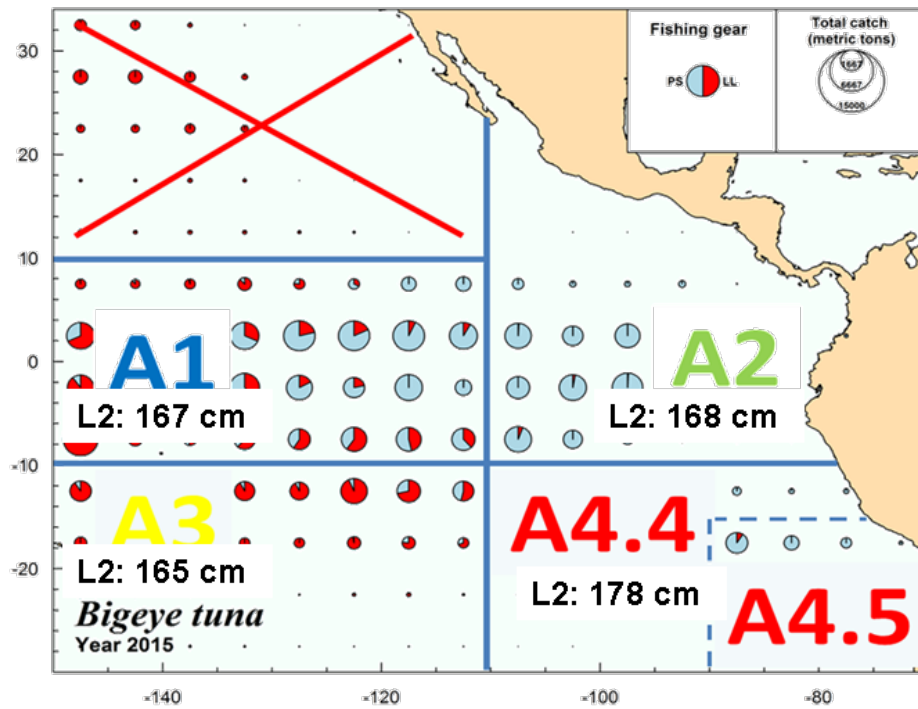 30
20
10
0
-10
-20
-140
-120
-100
-80
Fishing gear
PS
LL
Total catch
(metric tons)
1667
6667
15000
A1
L2: 167 cm
A2
L2: 168 cm
A3
L2: 165 cm
A4.4
L2: 178 cm
A4.5
Bigeye tuna
Year 2015